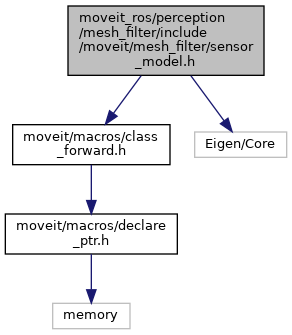 moveit_ros/perception
/mesh_filter/include
/moveit/mesh_filter/sensor
_model.h
moveit/macros/class
_forward.h
Eigen/Core
moveit/macros/declare
_ptr.h
memory